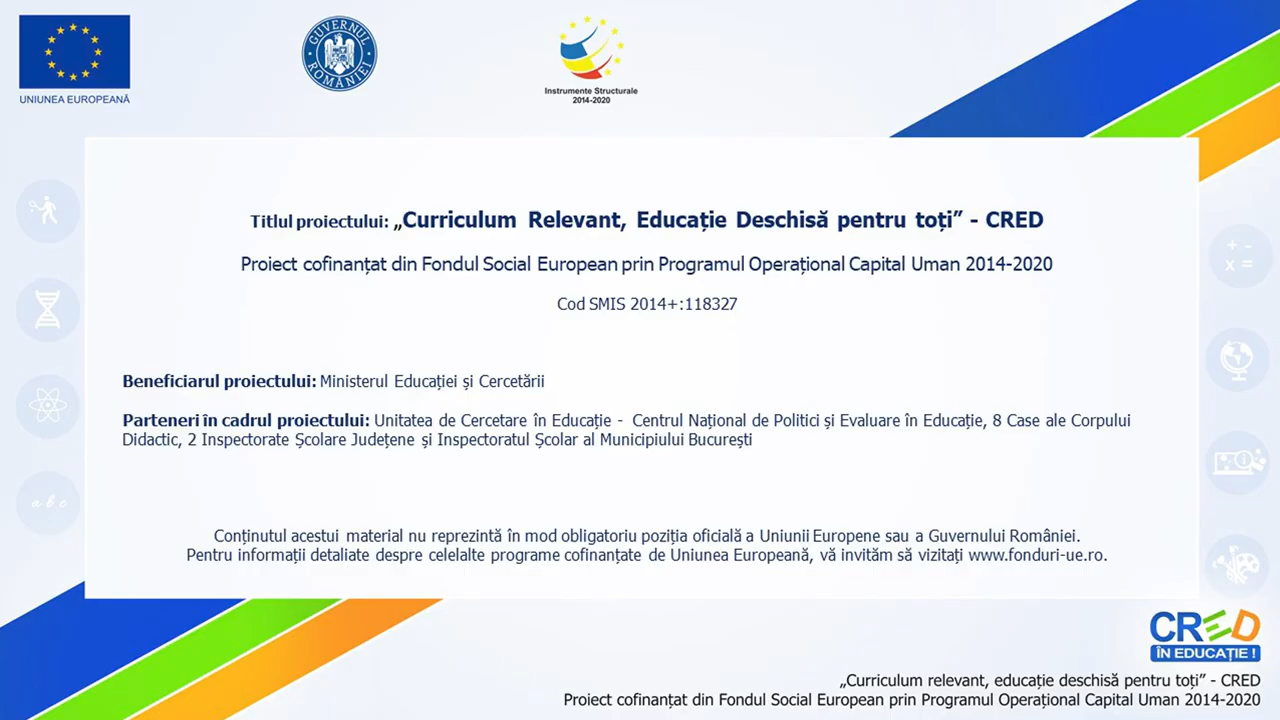 UNIUNEA EUROPEANĂ
GUVERNUL ROMÂNIEI
Instrumente Structurale
2014-2020
Titlul proiectului: „Curriculum Relevant, Educație Deschisă pentru toți” - CRED
Proiect cofinanțat din Fondul Social European prin Programul Operațional Capital Uman 2014-2020
Cod SMIS 2014+:118327
Beneficiarul proiectului: Ministerul Educației și Cercetării
Parteneri în cadrul proiectului: Unitatea de Cercetare în Educație - Centrul Național de Politici și Evaluare în Educație, 8 Case ale Corpului
Didactic, 2 Inspectorate Școlare Județene și Inspectoratul Școlar al Municipiului București
a b c
Conținutul acestui material nu reprezintă în mod obligatoriu poziția oficială a Uniunii Europene sau a Guvernului României.
Pentru informații detaliate despre celelalte programe cofinanțate de Uniunea Europeană, vă invităm să vizitați www.fonduri-ue.ro.
CRED
ÎN EDUCAȚIE !
„Curriculum relevant, educație deschisă pentru toți” - CRED
Proiect cofinanțat din Fondul Social European prin Programul Operațional Capital Uman 2014-2020